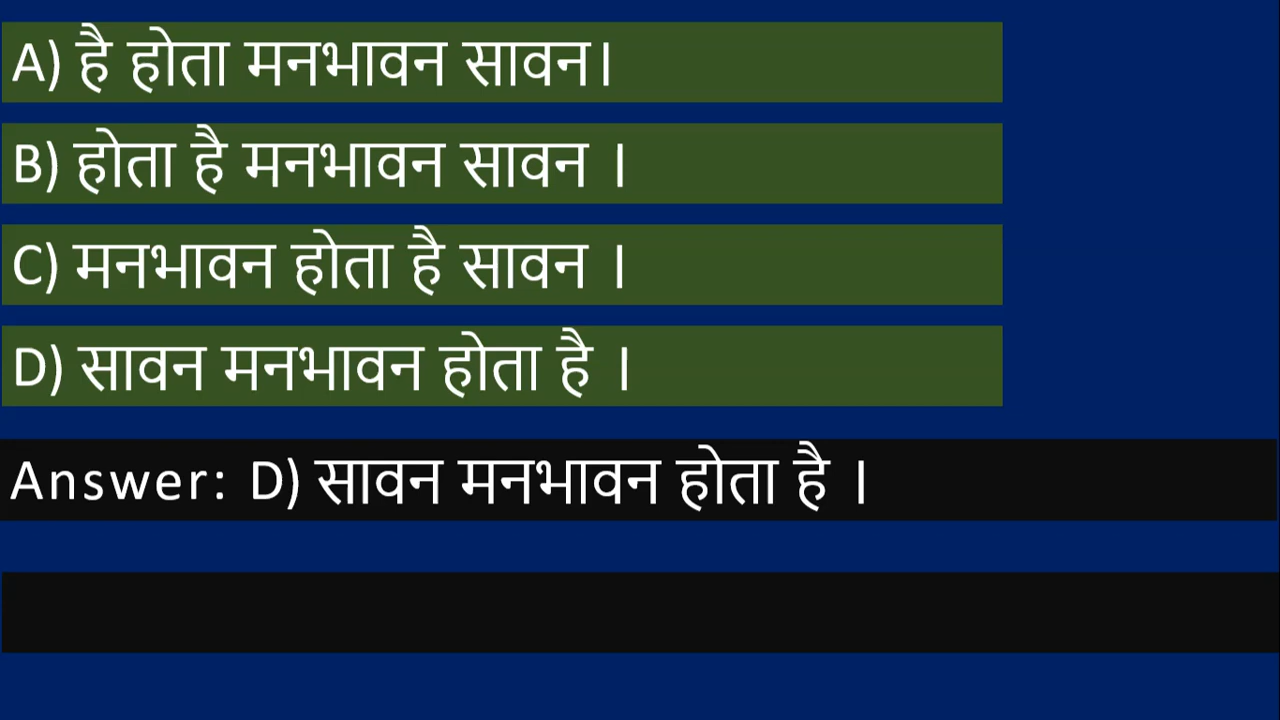 A) है होता मनभावन सावन।
B) होता है मनभावन सावन ।
C) मनभावन होता है सावन ।
D) सावन मनभावन होता है ।
Answer: D) सावन मनभावन होता है ।